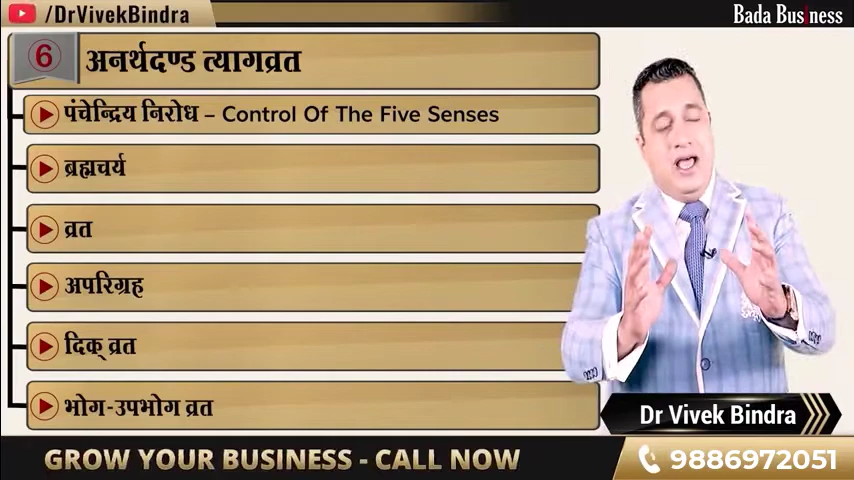 /DrVivekBindra
Bada Business
6
अनर्थदण्ड त्यागव्रत
पंचेन्द्रिय निरोध – Control Of The Five Senses
ब्रह्मचर्य
व्रत
अपरिग्रह
दिक् व्रत
भोग-उपभोग व्रत
Dr Vivek Bindra
GROW YOUR BUSINESS - CALL NOW
9886972051